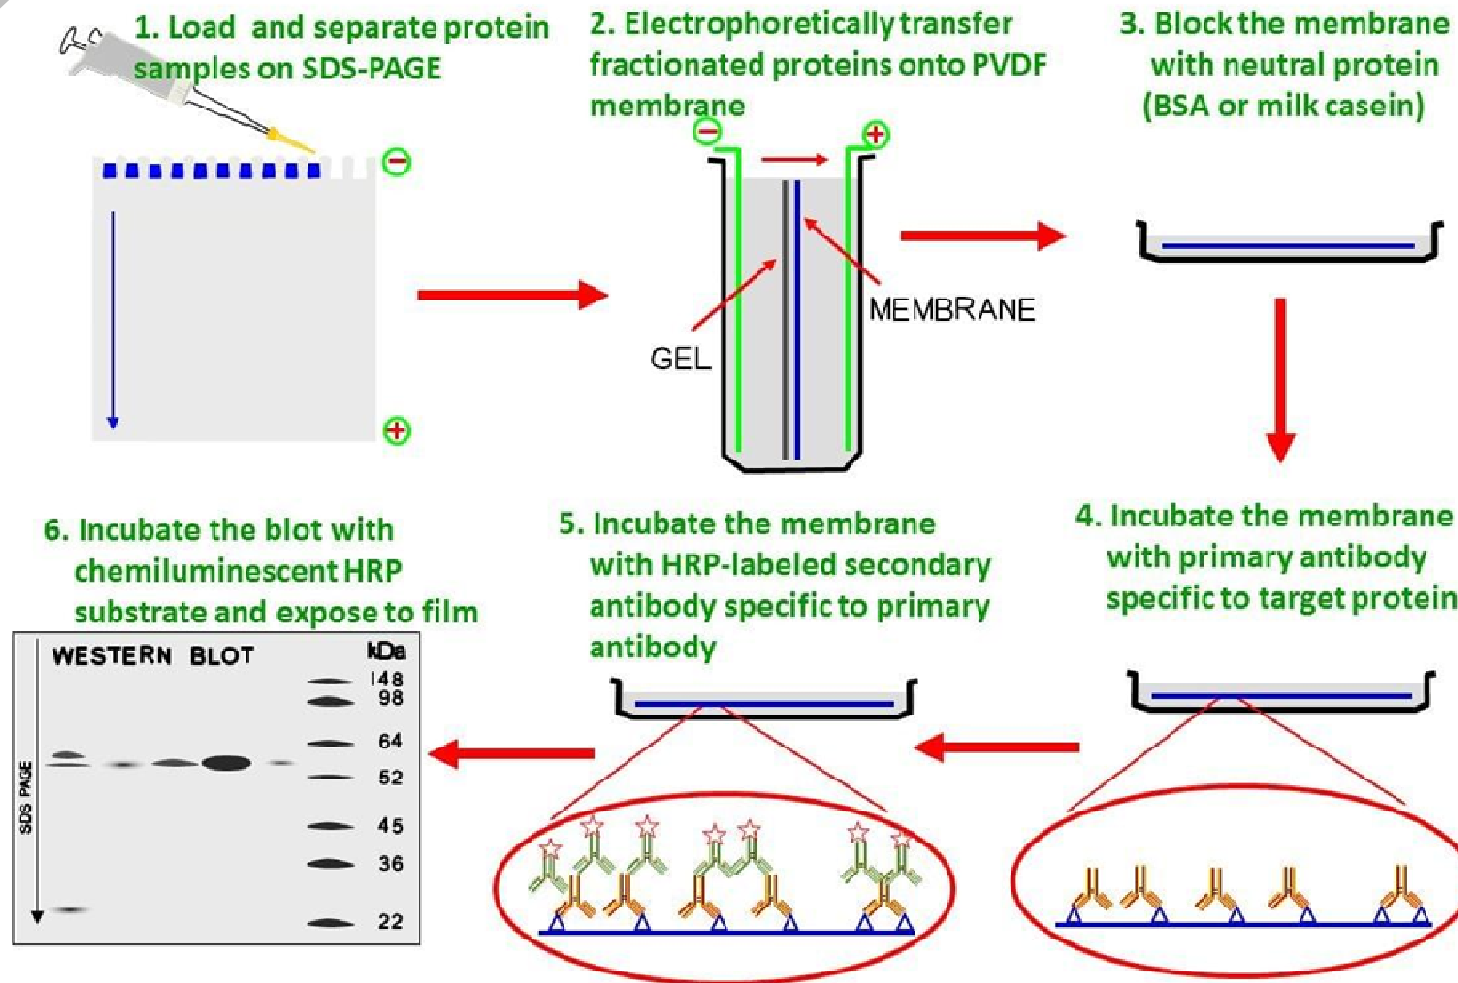 1. Load and separate protein
samples on SDS-PAGE
−
+
2. Electrophoretically transfer
fractionated proteins onto PVDF
membrane
−
+
GEL
MEMBRANE
3. Block the membrane
with neutral protein
(BSA or milk casein)
4. Incubate the membrane
with primary antibody
specific to target protein
5. Incubate the membrane
with HRP-labeled secondary
antibody specific to primary
antibody
6. Incubate the blot with
chemiluminescent HRP
substrate and expose to film
WESTERN BLOT
kDa
148
98
64
52
45
36
22
SDS PAGE